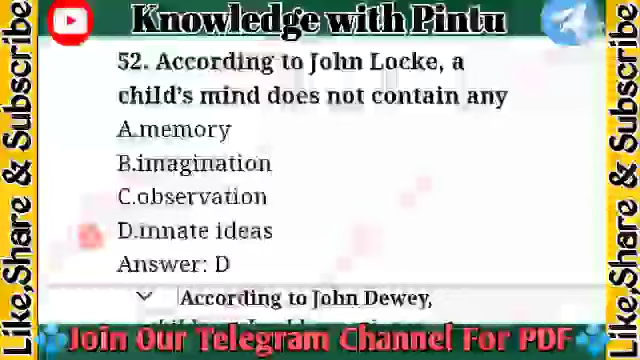 Knowledge with Pintu
Like,Share & Subscribe
52. According to John Locke, a
child's mind does not contain any
A.memory
B.imagination
C.observation
D.innate ideas
Answer: D
According to John Dewey,
Like,Share & Subscribe
Join Our Telegram Channel For PDF